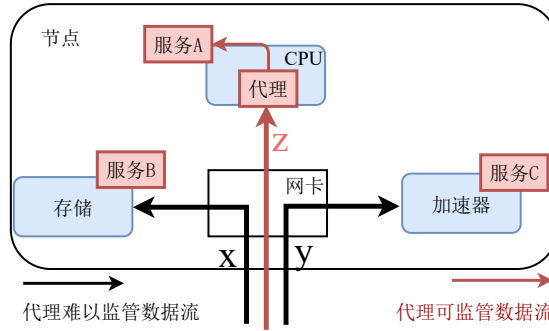 节点
服务A
CPU
代理
z
服务B
网卡
服务C
存储
加速器
x
y
代理难以监管数据流
代理可监管数据流